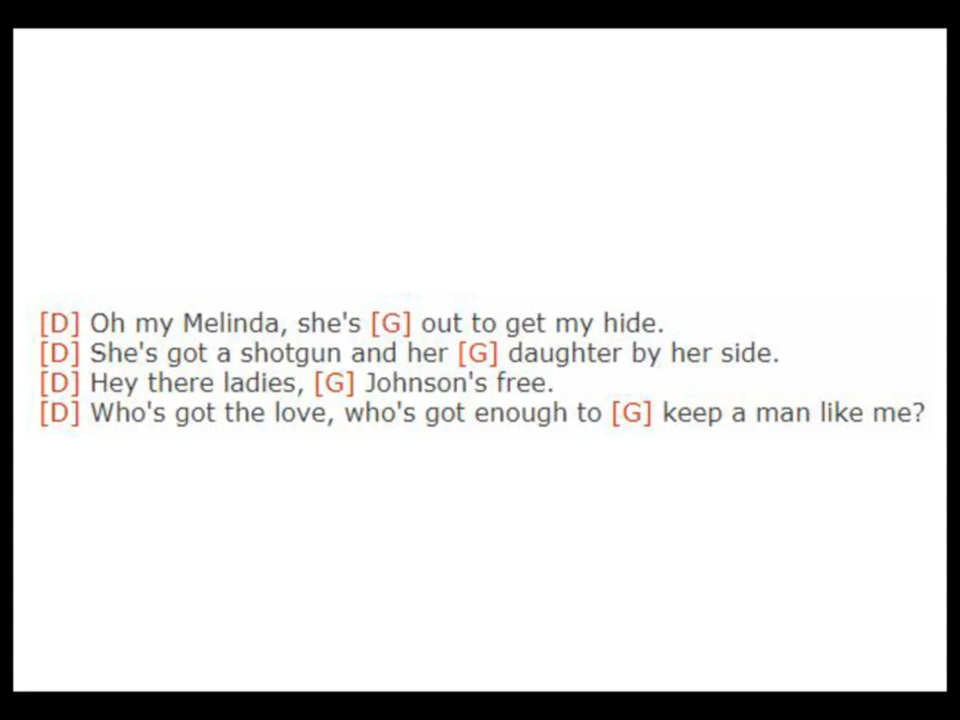 [D] Oh my Melinda, she's [G] out to get my hide.
[D] She's got a shotgun and her [G] daughter by her side.
[D] Hey there ladies, [G] Johnson's free.
[D] Who's got the love, who's got enough to [G] keep a man like me?